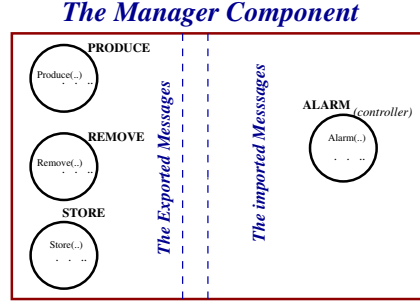 The Manager Component
PRODUCE
Produce(..)
. . ..
REMOVE
Remove(..)
. . ..
STORE
Store(..)
. . ..
The Exported Messages
The imported Messsages
ALARM (controller)
Alarm(..)
. . ..